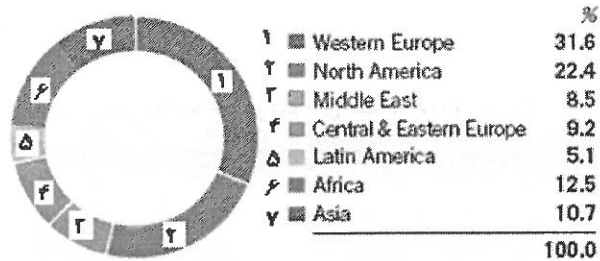 %
۱ Western Europe 31.6
۲ North America 22.4
۳ Middle East 8.5
۴ Central & Eastern Europe 9.2
۵ Latin America 5.1
۶ Africa 12.5
۷ Asia 10.7
100.0
۷
۱
۶
۵
۴
۳
۲